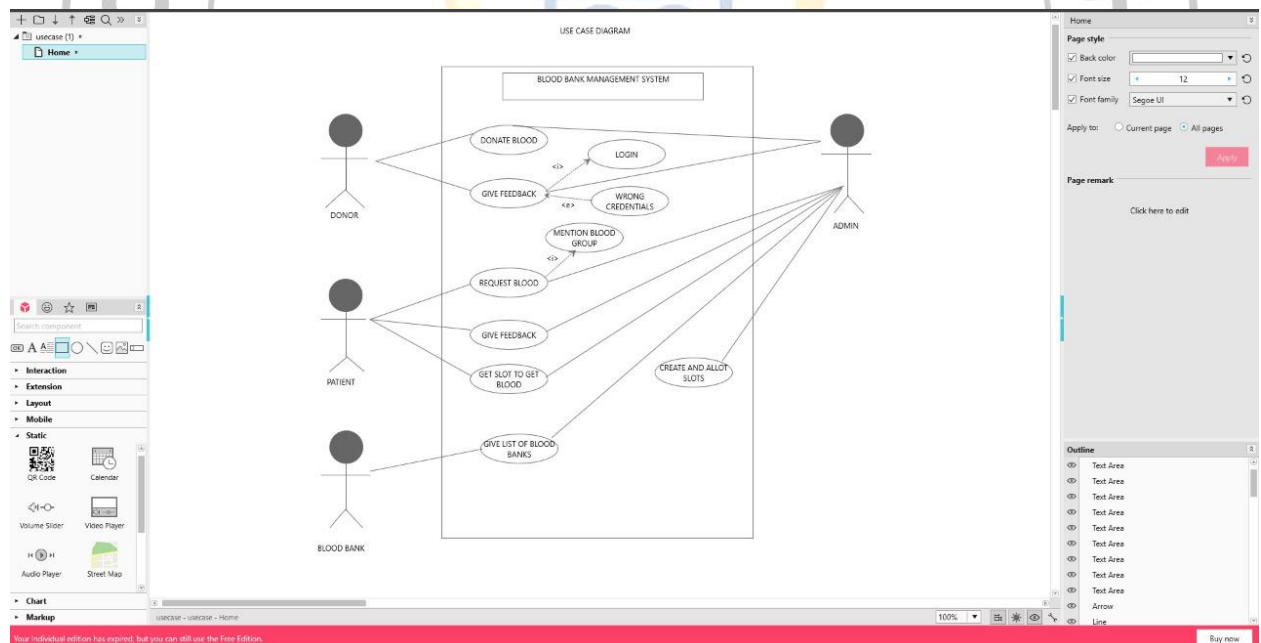 usecase (1)
Home
Search component
Interaction
Extension
Layout
Mobile
Static
QR Code
Calendar
Volume Slider
Video Player
Audio Player
Street Map
Chart
Markup
USE CASE DIAGRAM
BLOOD BANK MANAGEMENT SYSTEM
DONATE BLOOD
LOGIN
<i>
GIVE FEEDBACK
WRONG
CREDENTIALS
<e>
DONOR
ADMIN
MENTION BLOOD
GROUP
<i>
REQUEST BLOOD
GIVE FEEDBACK
GET SLOT TO GET
BLOOD
CREATE AND ALLOT
SLOTS
PATIENT
GIVE LIST OF BLOOD
BANKS
BLOOD BANK
usecase - usecase - Home
100%
Home
Page style
Back color
Font size
12
Font family
Segoe UI
Apply to:
Current page
All pages
Apply
Page remark
Click here to edit
Outline
Text Area
Text Area
Text Area
Text Area
Text Area
Text Area
Text Area
Text Area
Text Area
Arrow
Line
Your Individual edition has expired, but you can still use the Free Edition.
Buy now